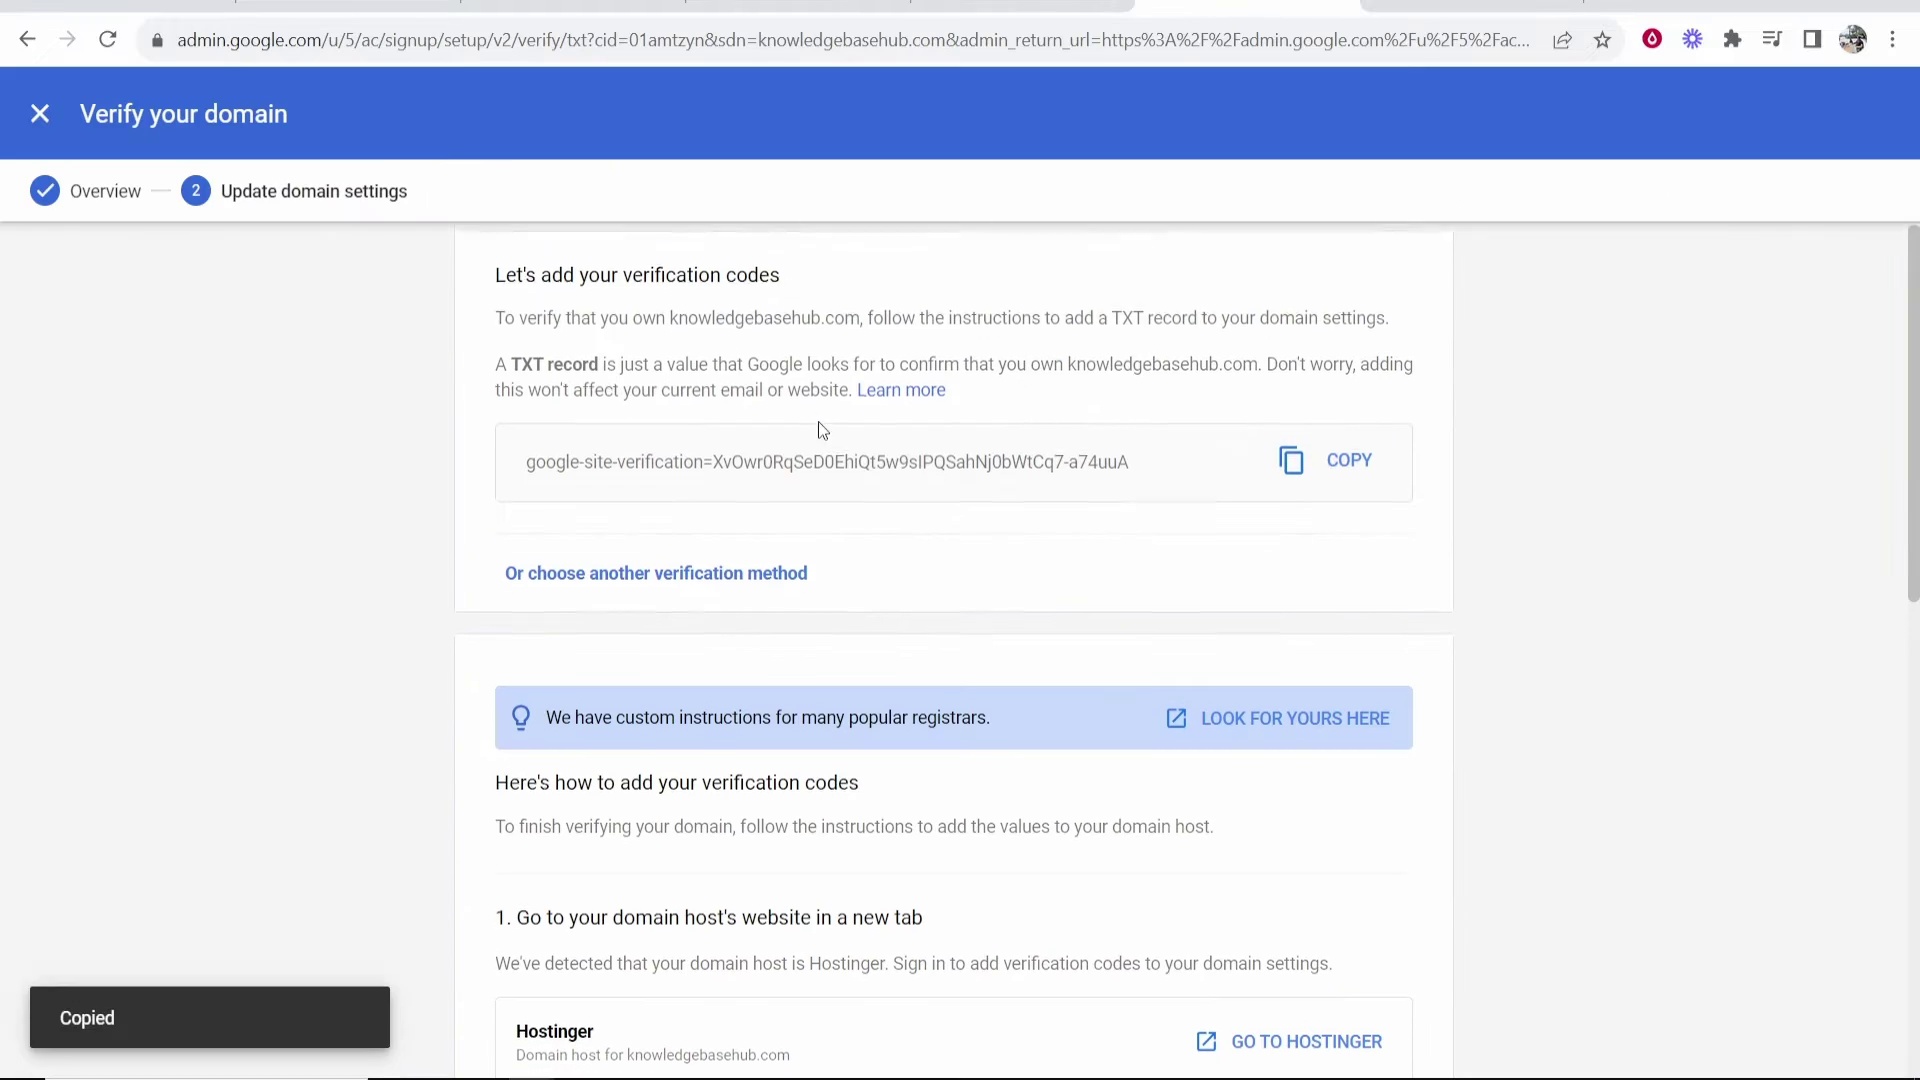 admin.google.com/u/5/ac/signup/setup/v2/verify/txt?cid=01amtzyn&sdn=knowledgebasehub.com&admin_return_url=https%3A%2F%2Fadmin.google.com%2Fu%2F5%2Fac...
Verify your domain
Overview
2 Update domain settings
Let's add your verification codes
To verify that you own knowledgebasehub.com, follow the instructions to add a TXT record to your domain settings.
A TXT record is just a value that Google looks for to confirm that you own knowledgebasehub.com. Don't worry, adding
this won't affect your current email or website. Learn more
google-site-verification=XvOwr0RqSeD0EhiQt5w9sIPQSahNj0bWtCq7-a74uuA
COPY
Or choose another verification method
We have custom instructions for many popular registrars.
LOOK FOR YOURS HERE
Here's how to add your verification codes
To finish verifying your domain, follow the instructions to add the values to your domain host.
1. Go to your domain host's website in a new tab
We've detected that your domain host is Hostinger. Sign in to add verification codes to your domain settings.
Hostinger
Domain host for knowledgebasehub.com
GO TO HOSTINGER
Copied